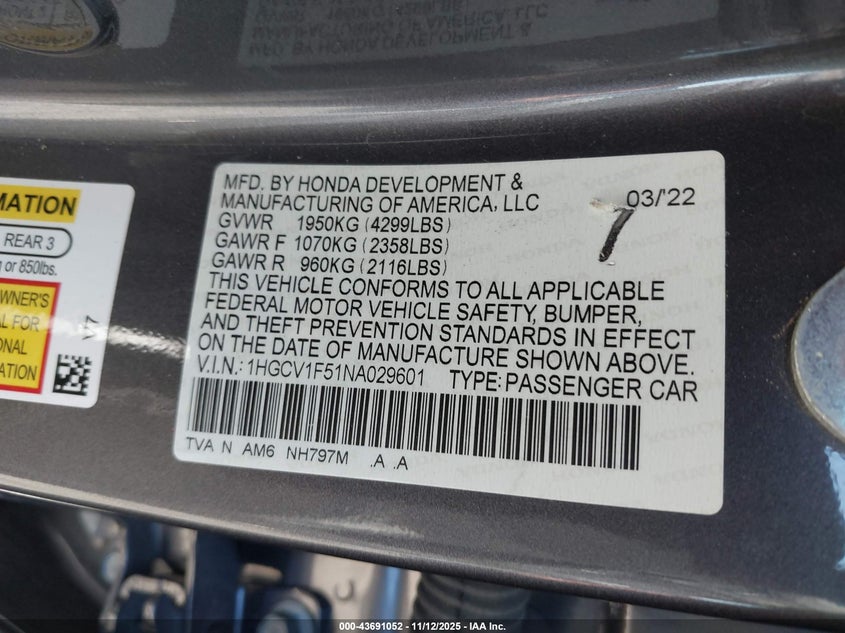 MFD. BY HONDA DEVELOPMENT &
MANUFACTURING OF AMERICA, LLC 03/'22
GVWR 1950KG (4299LBS)
GAWR F 1070KG (2358LBS)
GAWR R 960KG (2116LBS)
THIS VEHICLE CONFORMS TO ALL APPLICABLE
FEDERAL MOTOR VEHICLE SAFETY, BUMPER,
AND THEFT PREVENTION STANDARDS IN EFFECT
ON THE DATE OF MANUFACTURE SHOWN ABOVE.
V.I.N.: 1HGCV1F51NA029601 TYPE: PASSENGER CAR
TVA N AM6 NH797M .A .A
MATION
REAR 3
or 850lbs.
WNER'S
AL FOR
ONAL
ATION
000-43691052 - 11/12/2025 - IAA Inc.